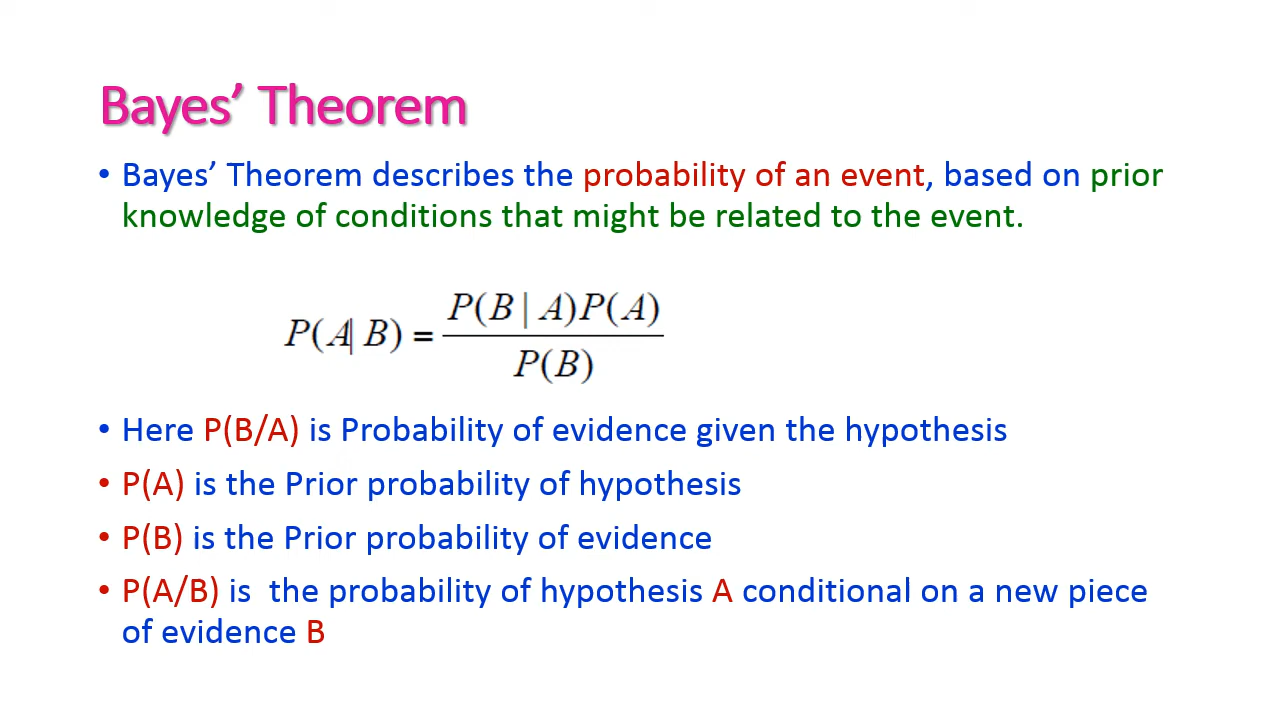 Bayes’ Theorem
• Bayes’ Theorem describes the probability of an event, based on prior
knowledge of conditions that might be related to the event.
P(A| B) = P(B | A)P(A)
P(B)
• Here P(B/A) is Probability of evidence given the hypothesis
• P(A) is the Prior probability of hypothesis
• P(B) is the Prior probability of evidence
• P(A/B) is  the probability of hypothesis A conditional on a new piece
of evidence B